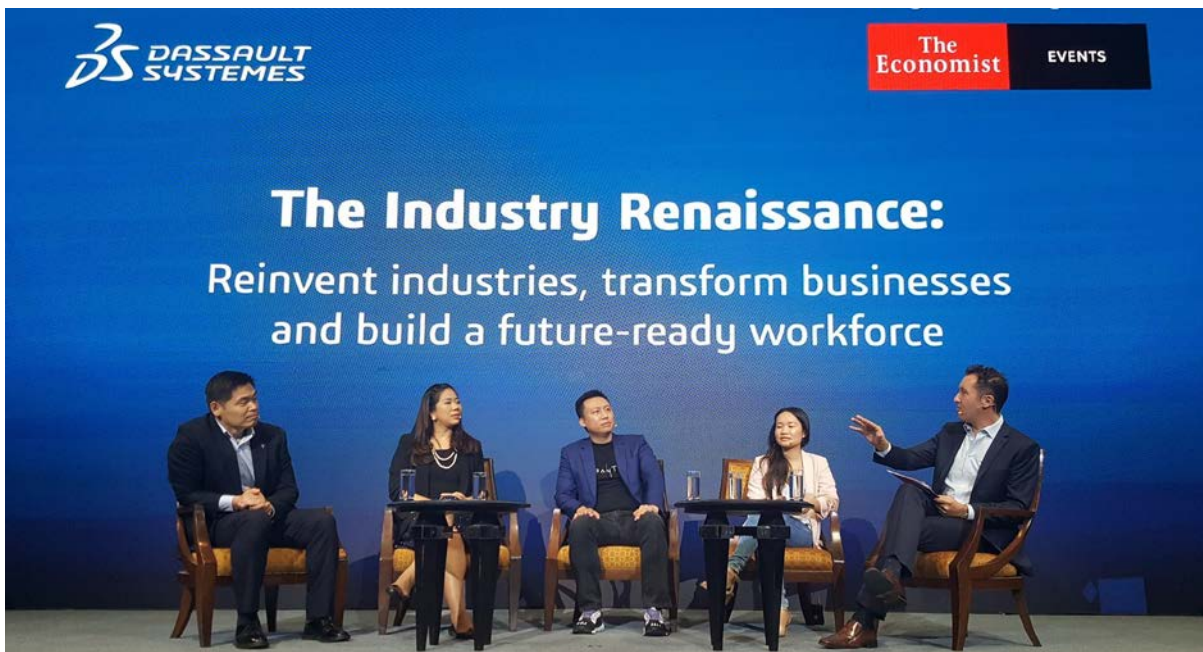 DASSAULT
SYSTEMES
The
Economist
EVENTS
The Industry Renaissance:
Reinvent industries, transform businesses
and build a future-ready workforce